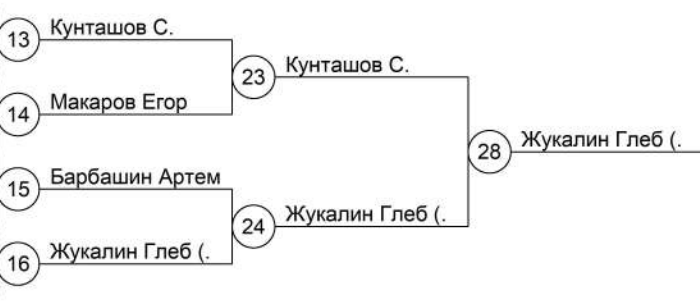 13 Кунташов С.
23 Кунташов С.
14 Макаров Егор
28 Жукалин Глеб (.
15 Барбашин Артем
24 Жукалин Глеб (.
16 Жукалин Глеб (.